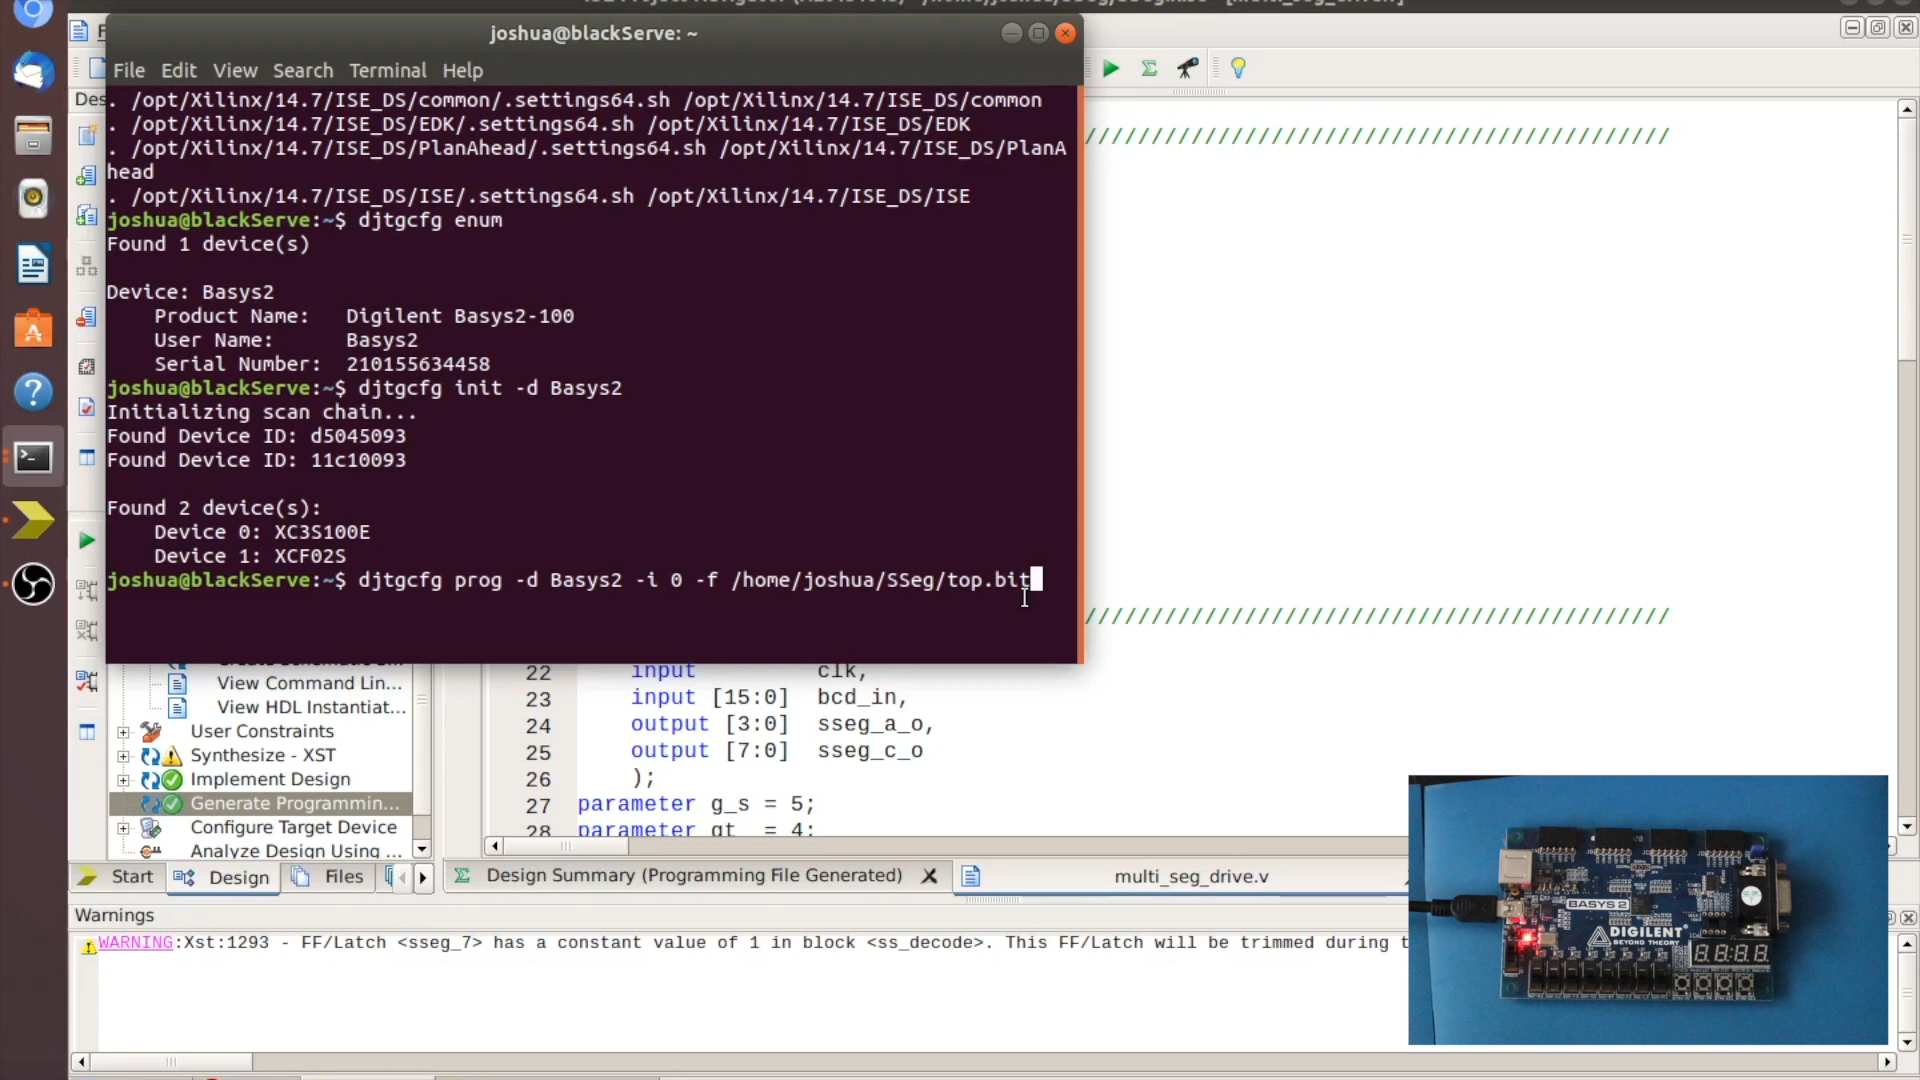 joshua@blackServe: ~
File Edit View Search Terminal Help
. /opt/Xilinx/14.7/ISE_DS/common/.settings64.sh /opt/Xilinx/14.7/ISE_DS/common
. /opt/Xilinx/14.7/ISE_DS/EDK/.settings64.sh /opt/Xilinx/14.7/ISE_DS/EDK
. /opt/Xilinx/14.7/ISE_DS/PlanAhead/.settings64.sh /opt/Xilinx/14.7/ISE_DS/PlanA
head
. /opt/Xilinx/14.7/ISE_DS/ISE/.settings64.sh /opt/Xilinx/14.7/ISE_DS/ISE
joshua@blackServe:~$ djtgcfg enum
Found 1 device(s)
Device: Basys2
Product Name: Digilent Basys2-100
User Name: Basys2
Serial Number: 210155634458
joshua@blackServe:~$ djtgcfg init -d Basys2
Initializing scan chain...
Found Device ID: d5045093
Found Device ID: 11c10093
Found 2 device(s):
Device 0: XC3S100E
Device 1: XCF02S
joshua@blackServe:~$ djtgcfg prog -d Basys2 -i 0 -f /home/joshua/SSeg/top.bit
Des
////////////////////////////////////////////
////////////////////////////////////////////
22 input clk,
23 input [15:0] bcd_in,
24 output [3:0] sseg_a_o,
25 output [7:0] sseg_c_o
26 );
27 parameter g_s = 5;
28 parameter gt = 4;
View Command Lin...
View HDL Instantiat...
User Constraints
Synthesize - XST
Implement Design
Generate Programmin...
Configure Target Device
Analyze Design Using ...
Start Design Files
Design Summary (Programming File Generated) multi_seg_drive.v
Warnings
WARNING:Xst:1293 - FF/Latch <sseg_7> has a constant value of 1 in block <ss_decode>. This FF/Latch will be trimmed during t
BASYS 2
DIGILENT
BEYOND THEORY